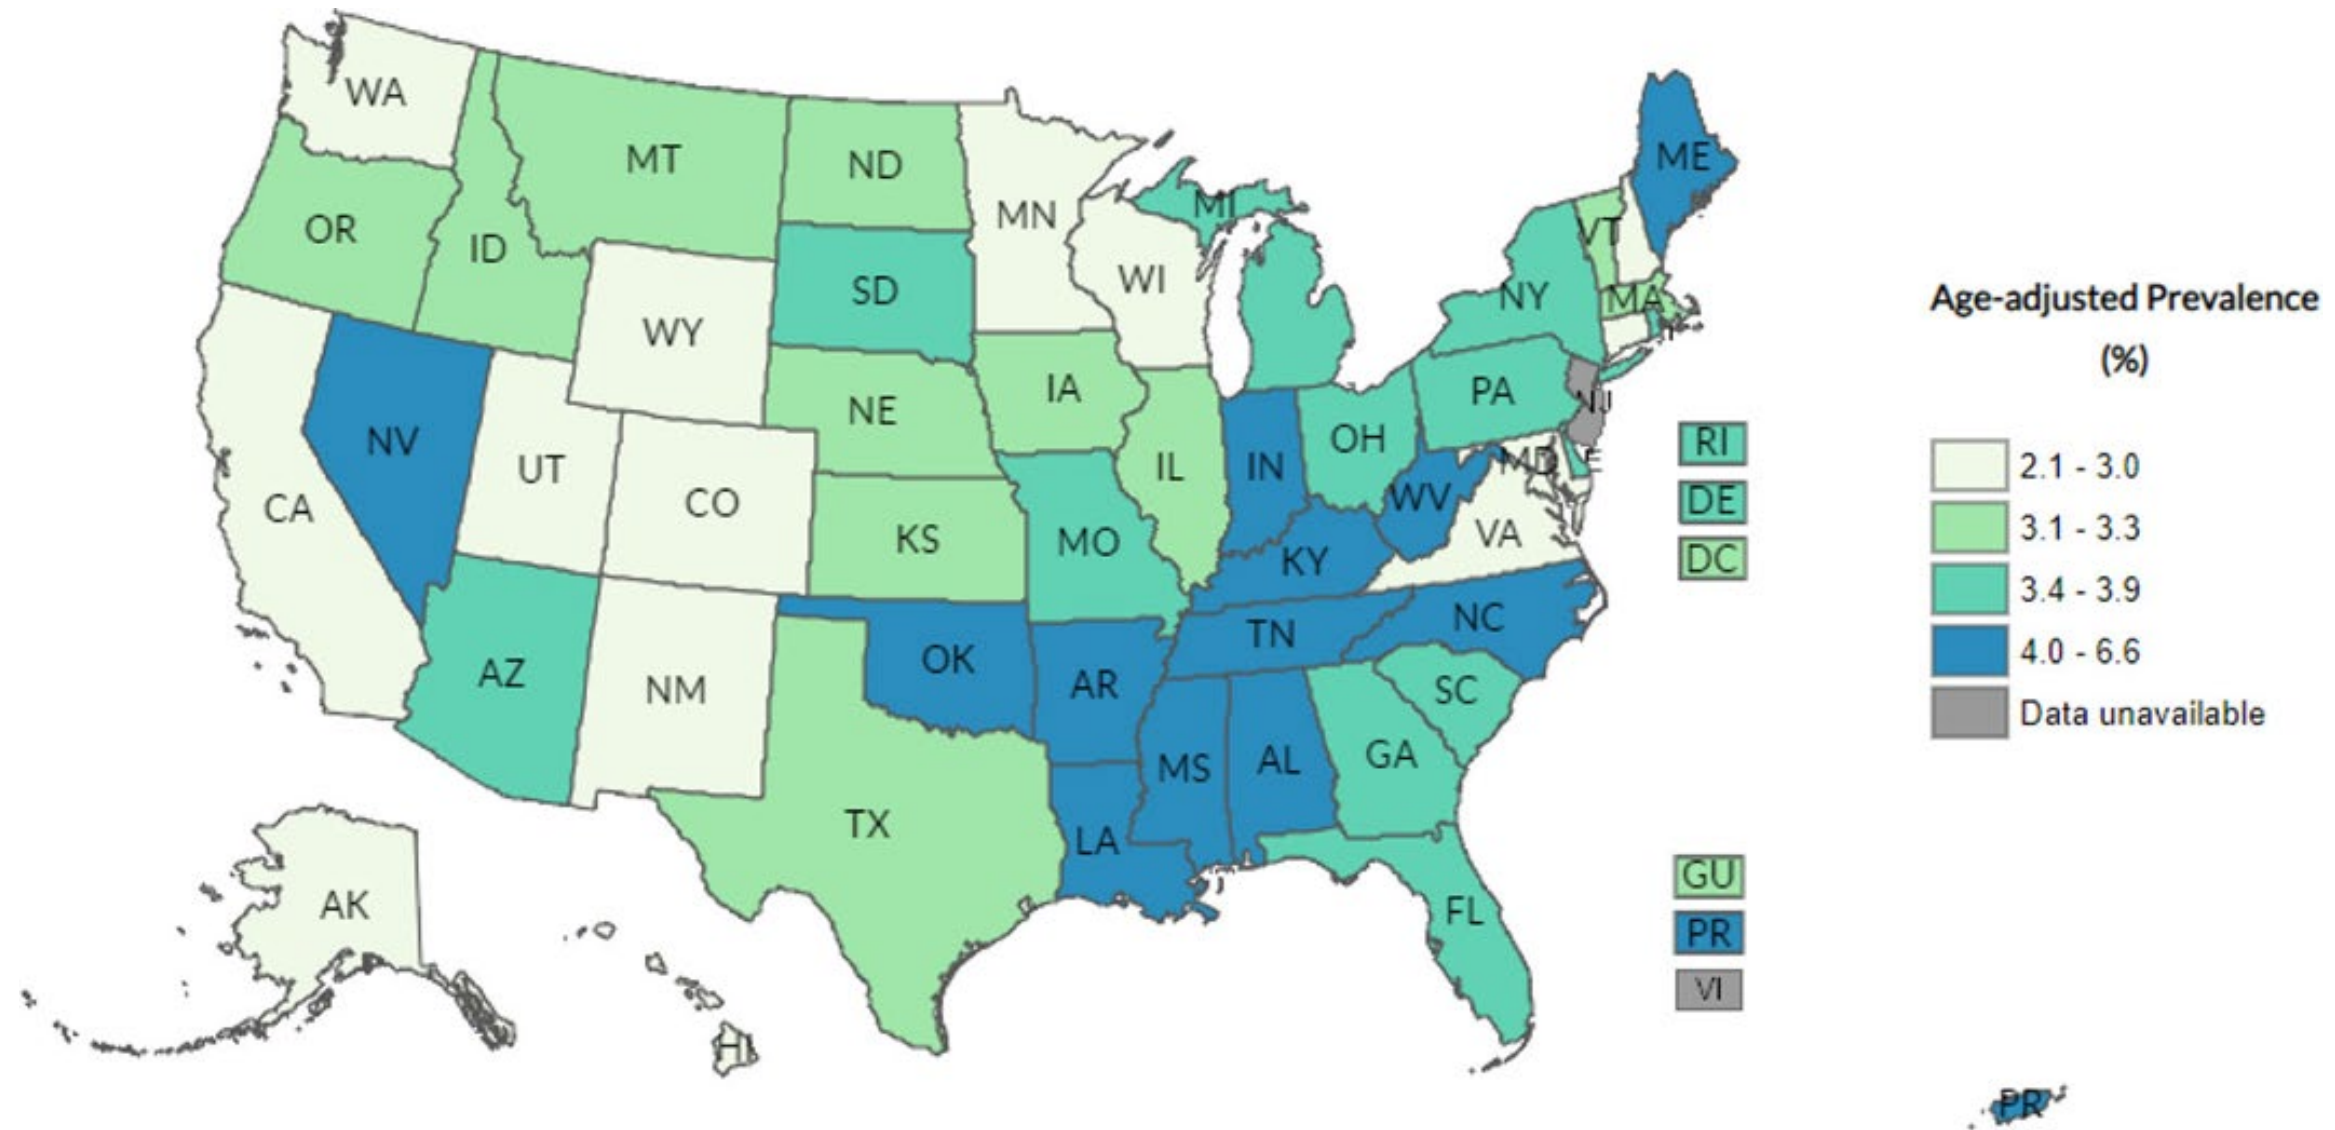 WA
MT
ND
MN
OR
ID
WY
SD
WI
MI
ME
VT
NY
MA
NV
UT
CO
NE
IA
IL
IN
OH
PA
NJ
CA
KS
MO
KY
WV
MD
VA
AZ
NM
OK
AR
TN
NC
SC
TX
LA
MS
AL
GA
FL
AK
HI
RI
DE
DC
GU
PR
VI
PR
Age-adjusted Prevalence
(%)
2.1 - 3.0
3.1 - 3.3
3.4 - 3.9
4.0 - 6.6
Data unavailable